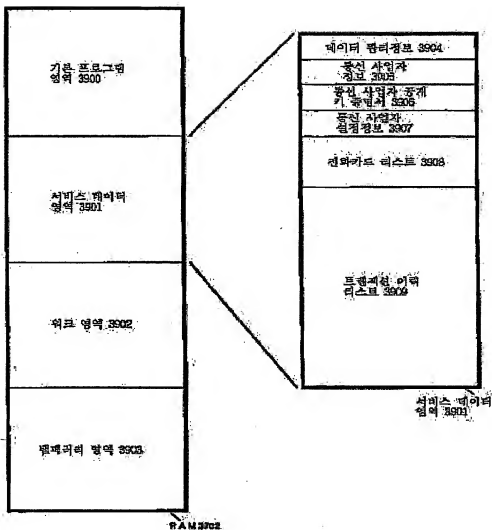 기본 프로그램
영역 3900
서비스 데이터
영역 3901
워크 영역 3902
템퍼러리 영역 3903
RAM 3702
데이터 관리정보 3904
통신 사업자
정보 3905
통신 사업자 공개
키 증명서 3906
통신 사업자
설정정보 3907
전화카드 리스트 3908
트랜잭션 이력
리스트 3909
서비스 데이터
영역 3901